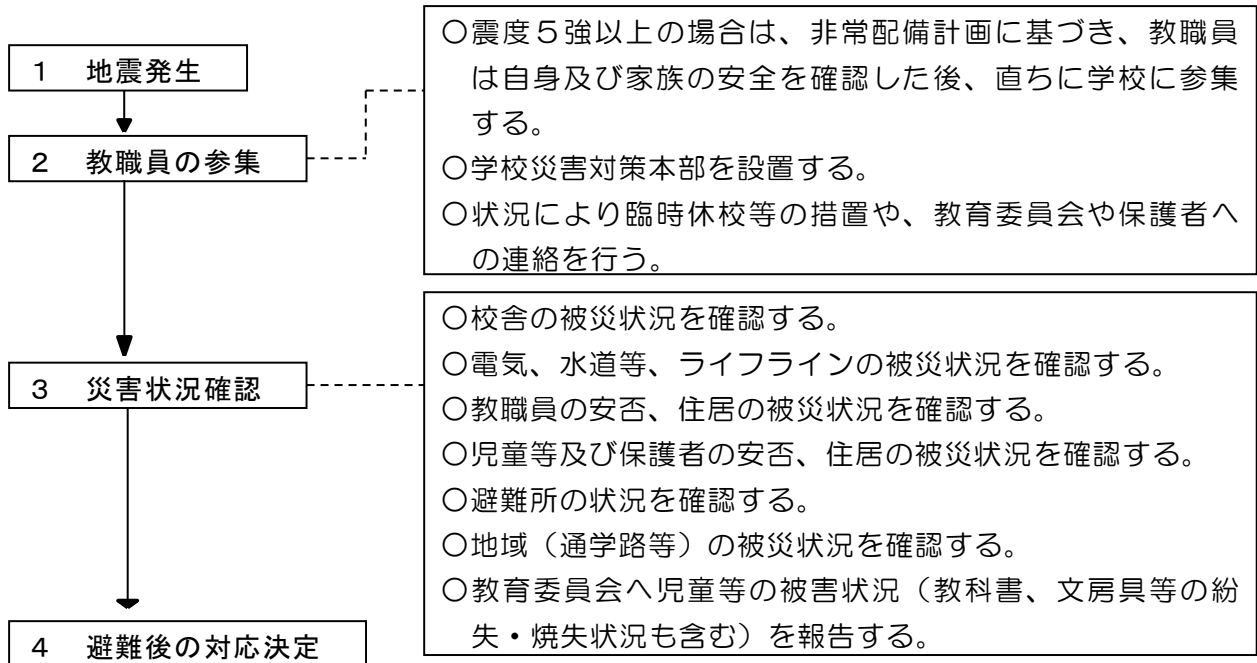 1 地震発生
2 教職員の参集
○震度5強以上の場合は、非常配備計画に基づき、教職員
は自身及び家族の安全を確認した後、直ちに学校に参集
する。
○学校災害対策本部を設置する。
○状況により臨時休校等の措置や、教育委員会や保護者へ
の連絡を行う。
3 災害状況確認
○校舎の被災状況を確認する。
○電気、水道等、ライフラインの被災状況を確認する。
○教職員の安否、住居の被災状況を確認する。
○児童等及び保護者の安否、住居の被災状況を確認する。
○避難所の状況を確認する。
○地域（通学路等）の被災状況を確認する。
○教育委員会へ児童等の被害状況（教科書、文房具等の紛
失・焼失状況も含む）を報告する。
4 避難後の対応決定